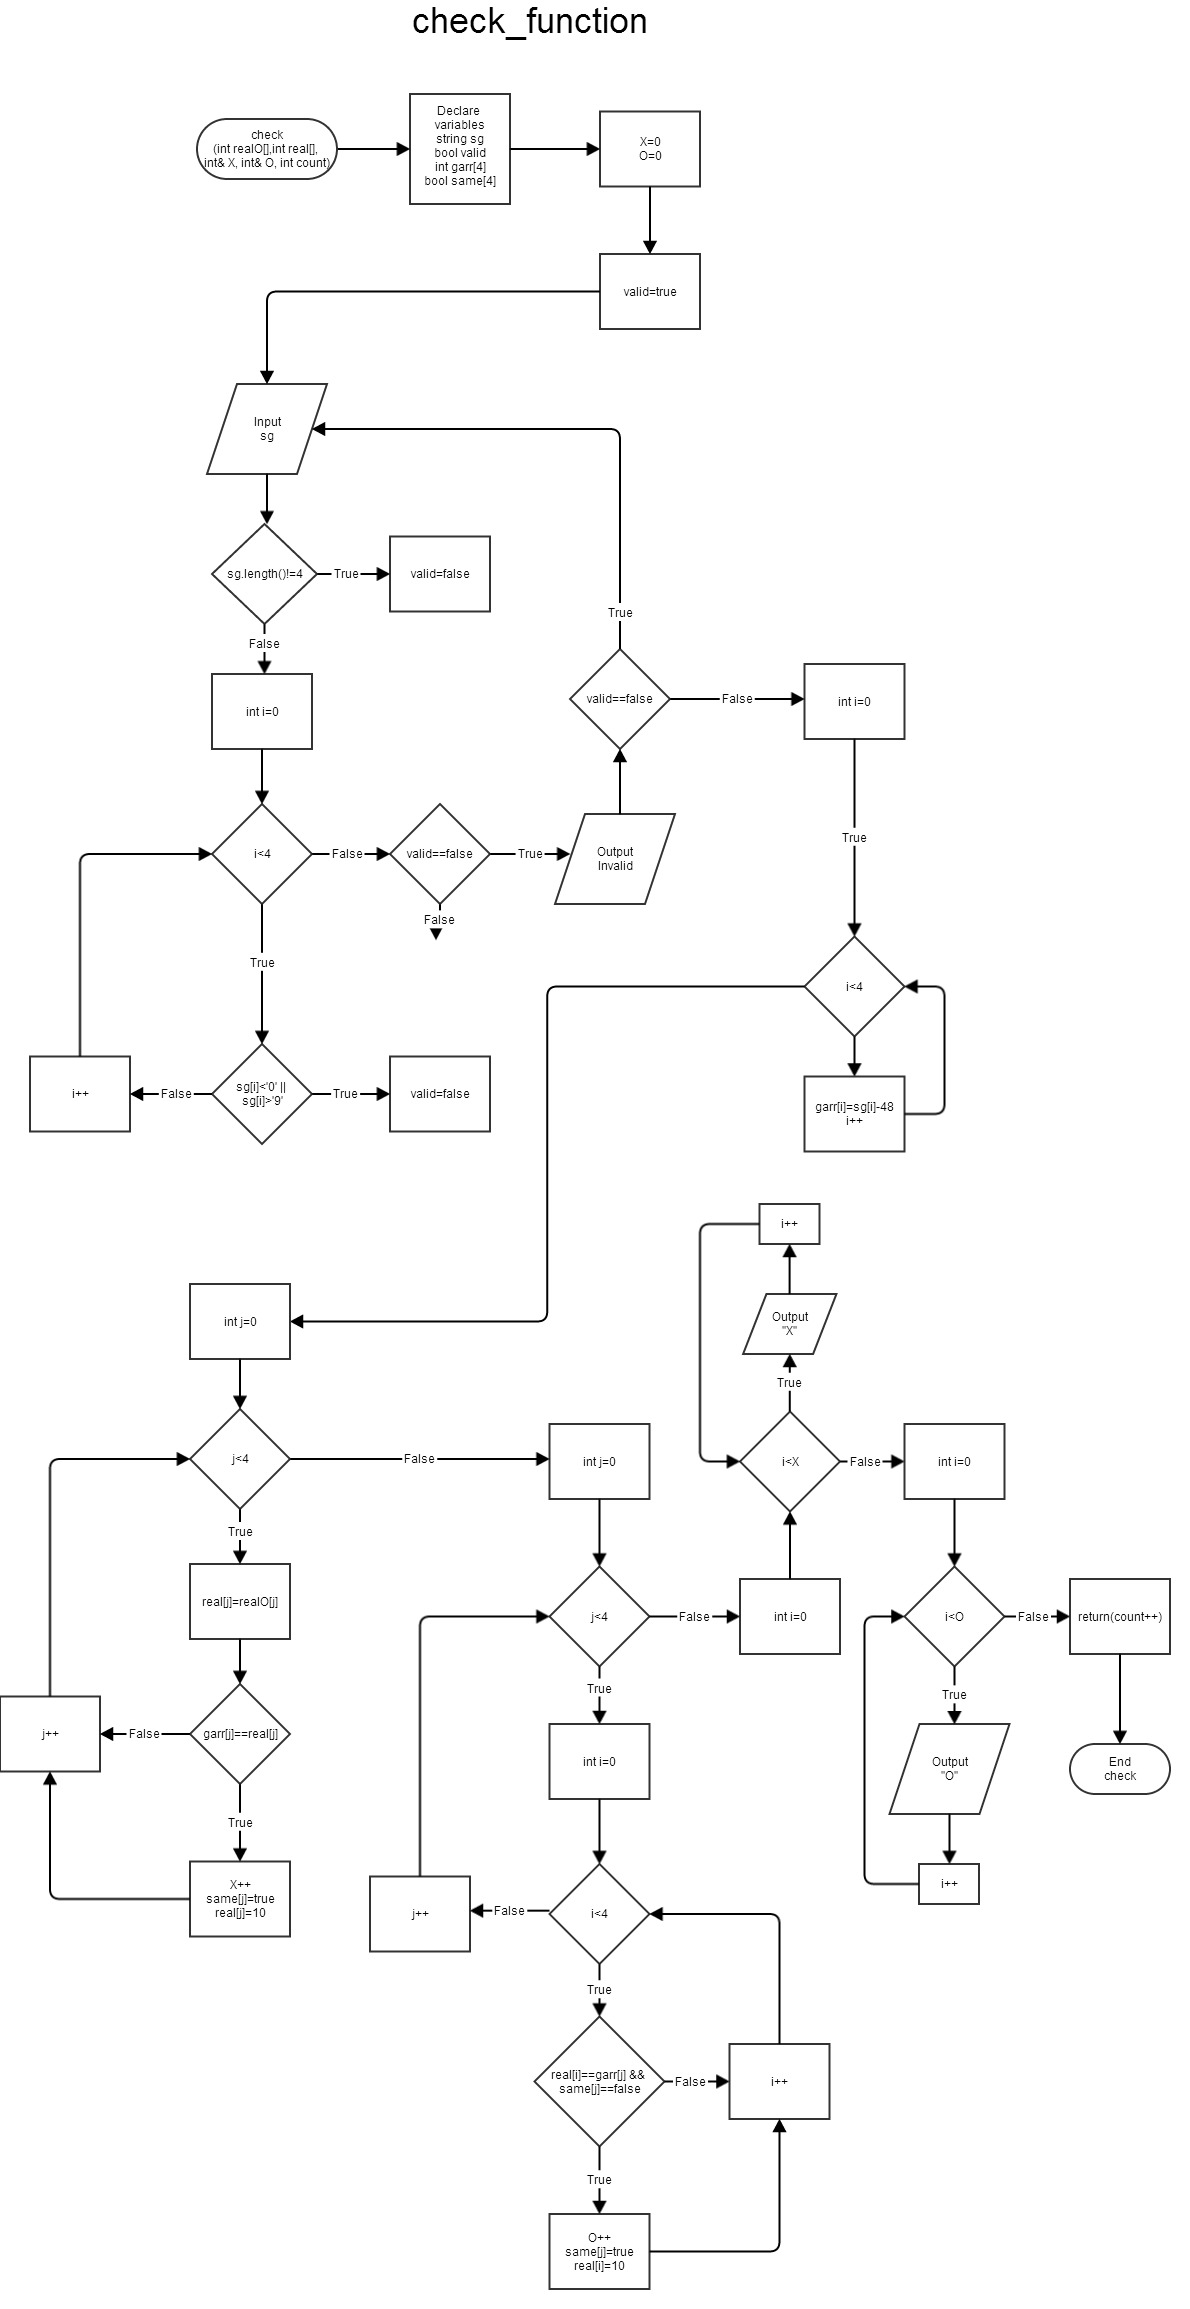 check_function
check
(int realO[],int real[],
int& X, int& O, int count)
Declare
variables
string sg
bool valid
int garr[4]
bool same[4]
X=0
O=0
valid=true
Input
sg
sg.length()!=4
True
valid=false
False
int i=0
True
valid==false
False
int i=0
i<4
False
valid==false
True
Output
Invalid
False
True
True
i<4
sg[i]<'0' ||
sg[i]>'9'
False
i++
True
valid=false
garr[i]=sg[i]-48
i++
int j=0
j<4
False
True
real[j]=realO[j]
garr[j]==real[j]
False
j++
True
X++
same[j]=true
real[j]=10
int j=0
j<4
False
int i=0
True
int i=0
i<4
False
j++
True
real[i]==garr[j] &&
same[j]==false
False
i++
True
O++
same[j]=true
real[i]=10
i++
Output
"X"
True
i<X
False
int i=0
i<O
False
return(count++)
End
check
True
Output
"O"
i++